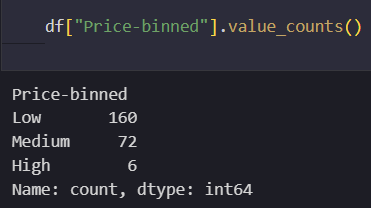 df["Price-binned"].value_counts()
Price-binned
Low       160
Medium     72
High        6
Name: count, dtype: int64